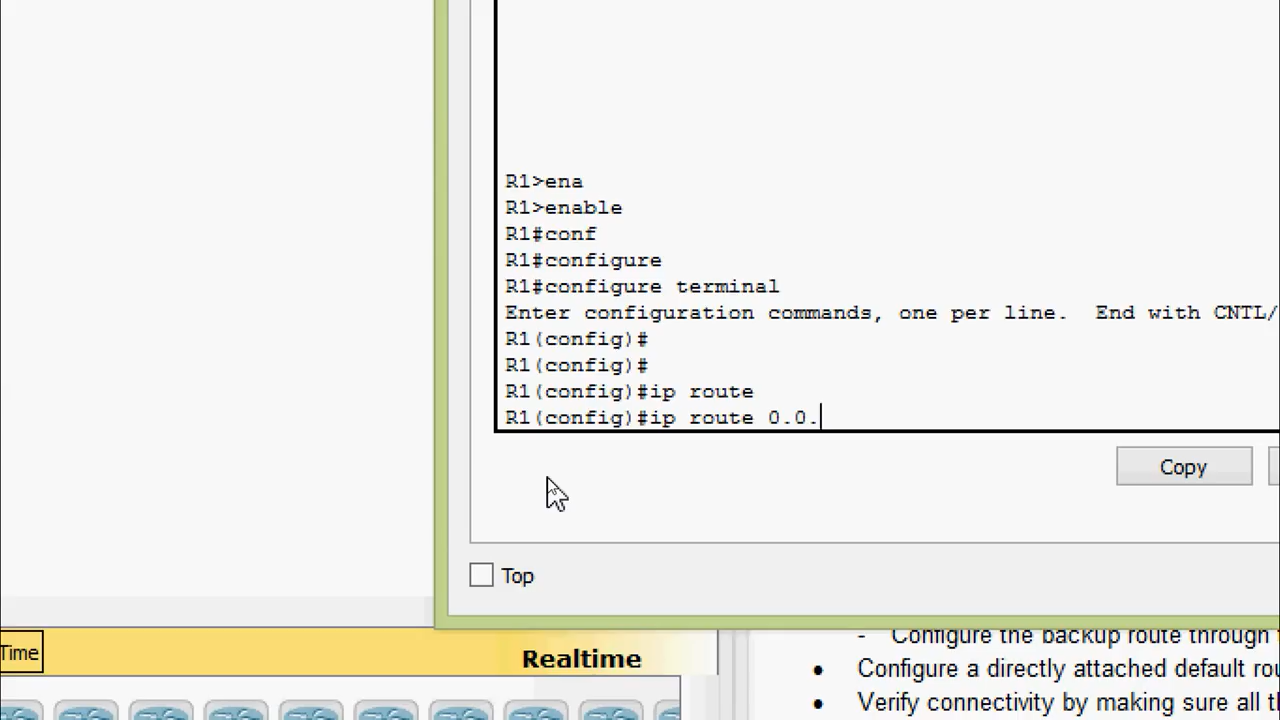 R1>ena
R1>enable
R1#conf
R1#configure
R1#configure terminal
Enter configuration commands, one per line.  End with CNTL/
R1(config)#
R1(config)#
R1(config)#ip route
R1(config)#ip route 0.0.
Copy
Top
- Configure the backup route through
Time
Realtime
• Configure a directly attached default rou
• Verify connectivity by making sure all t